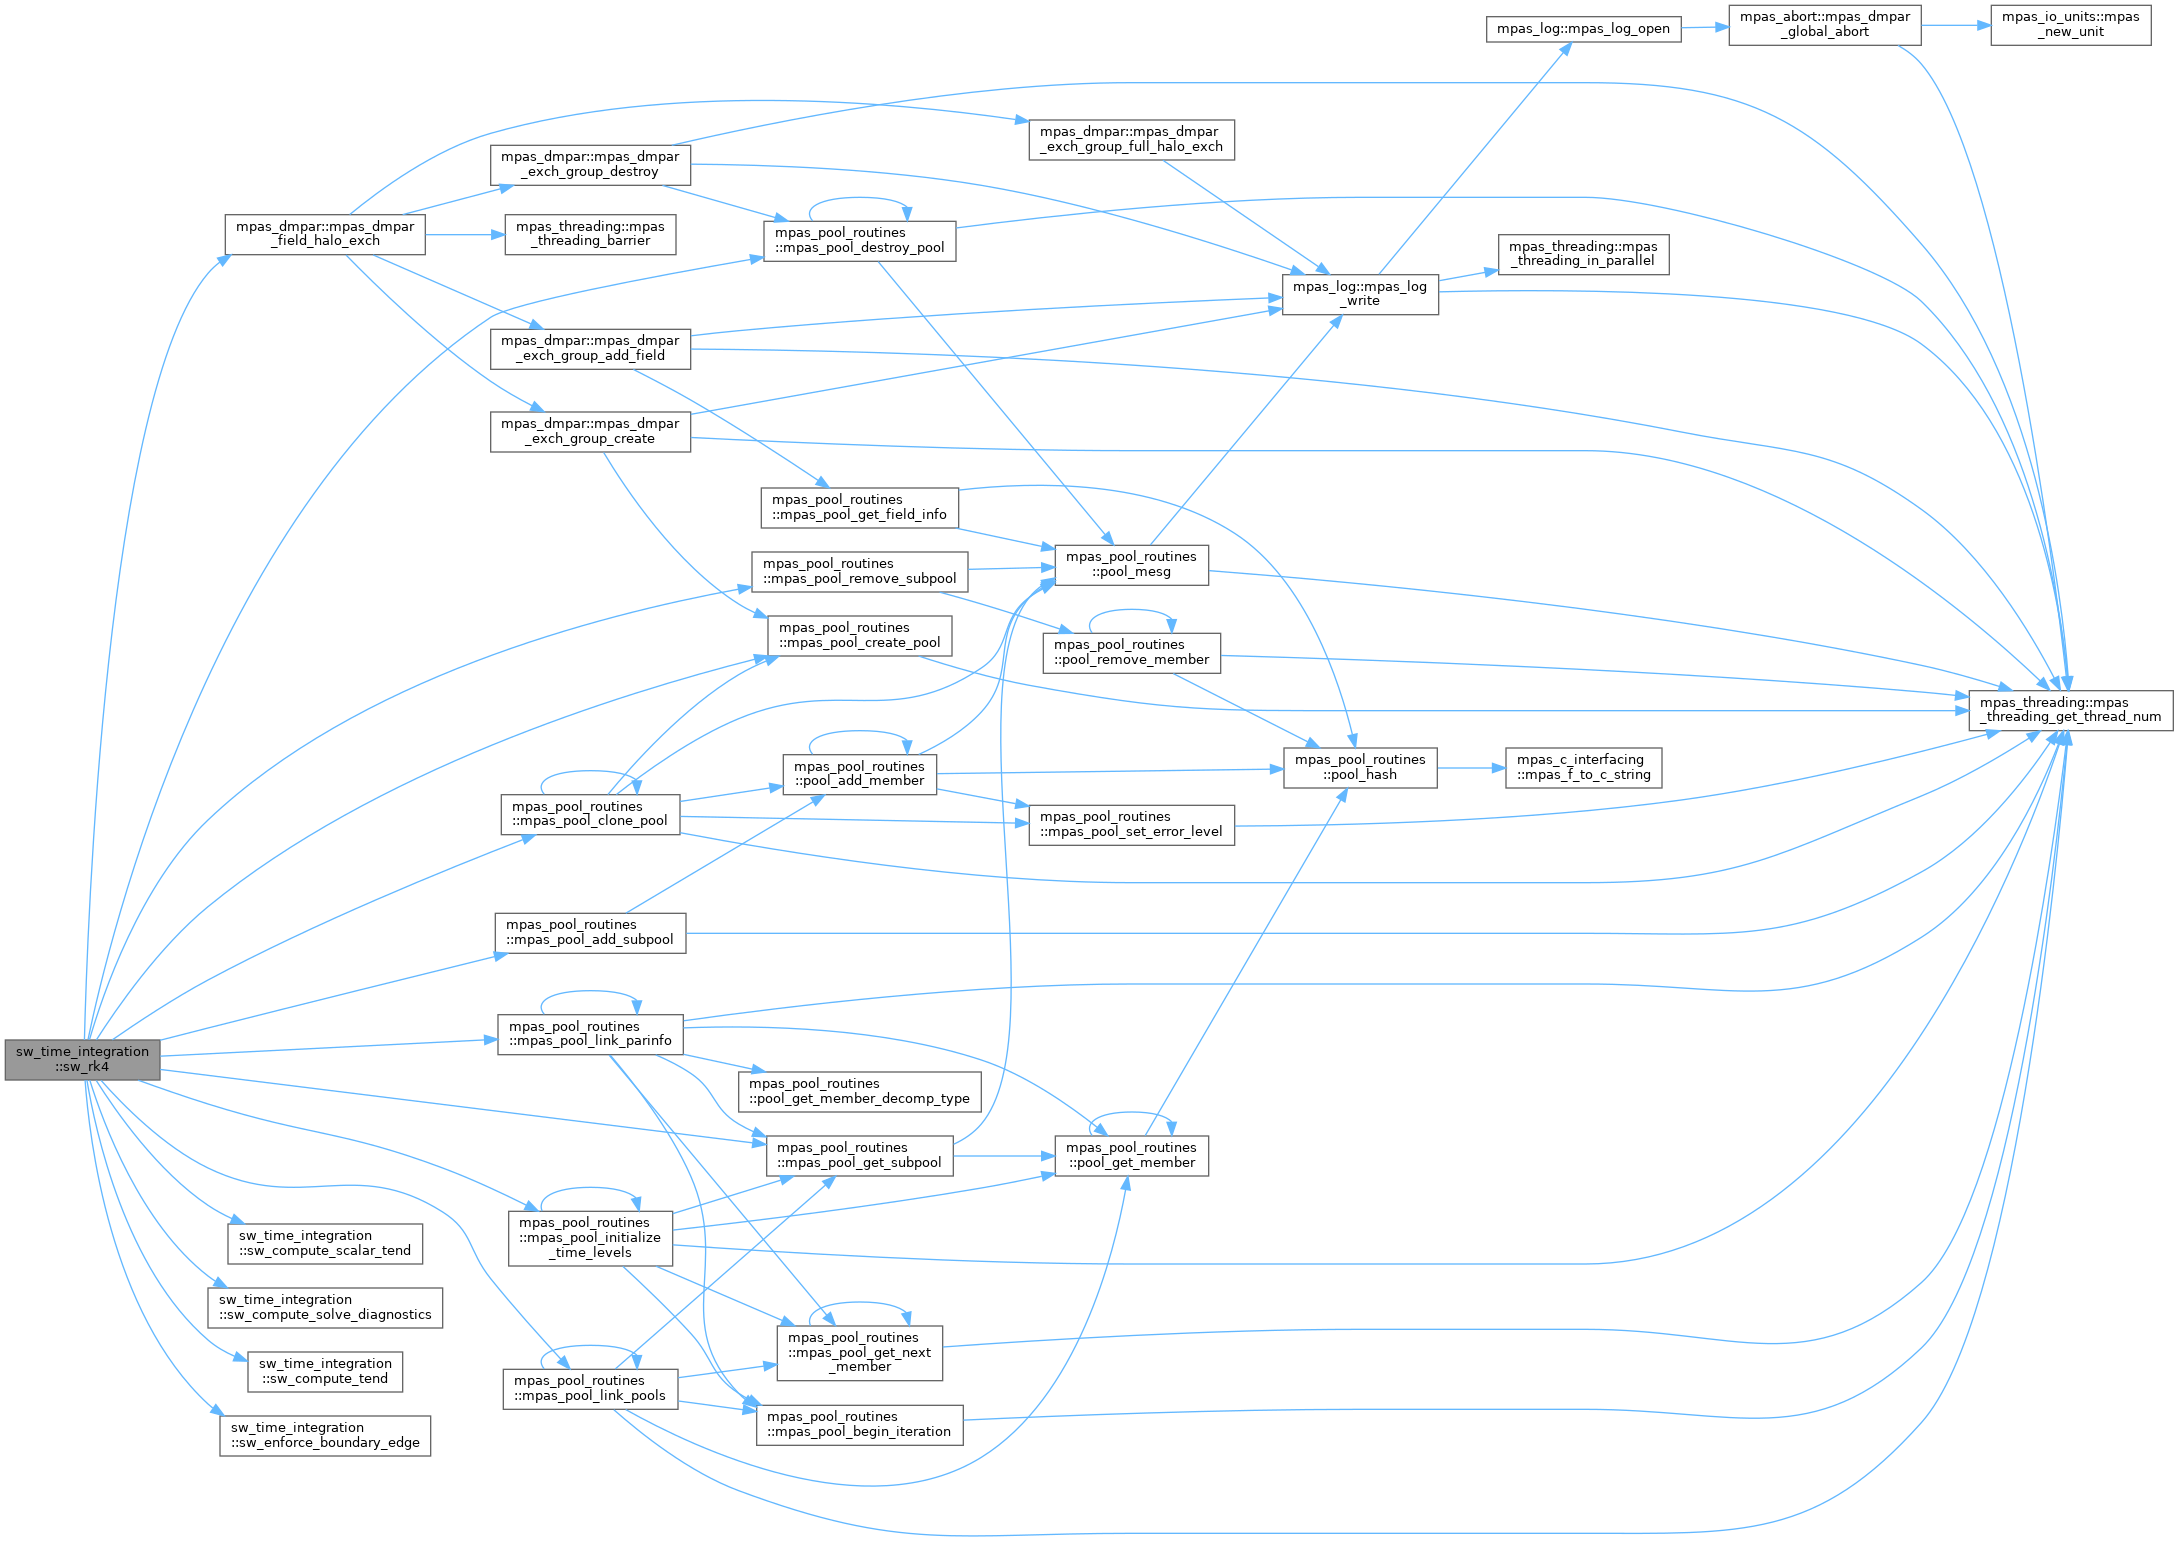 mpas_log::mpas_log_open
mpas_abort::mpas_dmpar
_global_abort
mpas_io_units::mpas
_new_unit
mpas_dmpar::mpas_dmpar
_exch_group_full_halo_exch
mpas_dmpar::mpas_dmpar
_exch_group_destroy
mpas_dmpar::mpas_dmpar
_field_halo_exch
mpas_threading::mpas
_threading_barrier
mpas_pool_routines
::mpas_pool_destroy_pool
mpas_threading::mpas
_threading_in_parallel
mpas_log::mpas_log
_write
mpas_dmpar::mpas_dmpar
_exch_group_add_field
mpas_dmpar::mpas_dmpar
_exch_group_create
mpas_pool_routines
::mpas_pool_get_field_info
mpas_pool_routines
::pool_mesg
mpas_pool_routines
::mpas_pool_remove_subpool
mpas_pool_routines
::mpas_pool_create_pool
mpas_pool_routines
::pool_remove_member
mpas_threading::mpas
_threading_get_thread_num
mpas_pool_routines
::pool_add_member
mpas_pool_routines
::pool_hash
mpas_c_interfacing
::mpas_f_to_c_string
mpas_pool_routines
::mpas_pool_clone_pool
mpas_pool_routines
::mpas_pool_set_error_level
mpas_pool_routines
::mpas_pool_add_subpool
mpas_pool_routines
::mpas_pool_link_parinfo
sw_time_integration
::sw_rk4
mpas_pool_routines
::pool_get_member_decomp_type
mpas_pool_routines
::mpas_pool_get_subpool
mpas_pool_routines
::pool_get_member
mpas_pool_routines
::mpas_pool_initialize
_time_levels
sw_time_integration
::sw_compute_scalar_tend
sw_time_integration
::sw_compute_solve_diagnostics
mpas_pool_routines
::mpas_pool_get_next
_member
sw_time_integration
::sw_compute_tend
mpas_pool_routines
::mpas_pool_link_pools
mpas_pool_routines
::mpas_pool_begin_iteration
sw_time_integration
::sw_enforce_boundary_edge